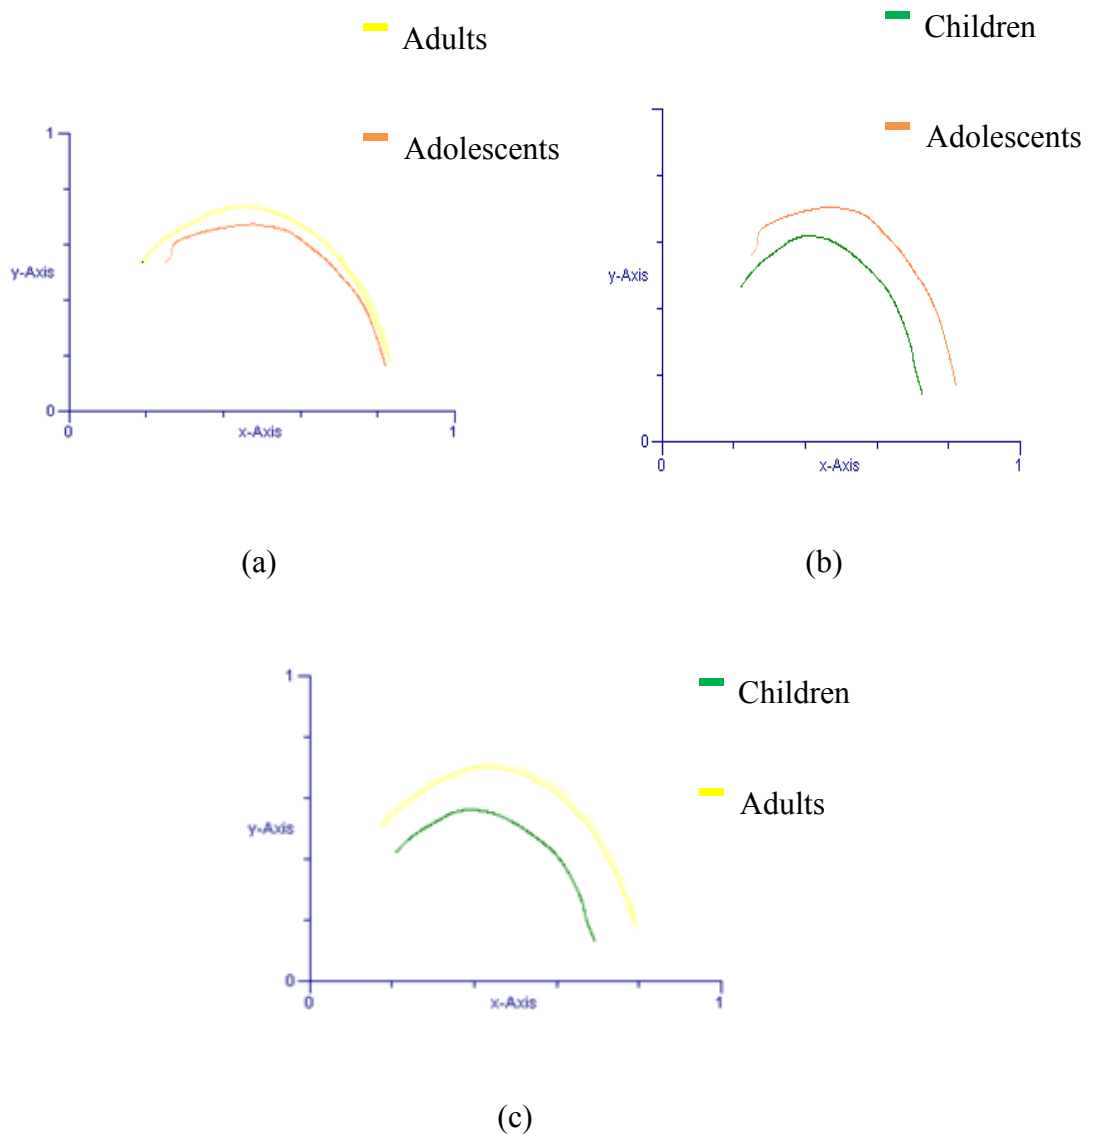 Adults
Adolescents
1
y-Axis
0
0
x-Axis
1
(a)
Children
Adolescents
y-Axis
0
0
x-Axis
1
(b)
Children
Adults
1
y-Axis
0
0
x-Axis
1
(c)